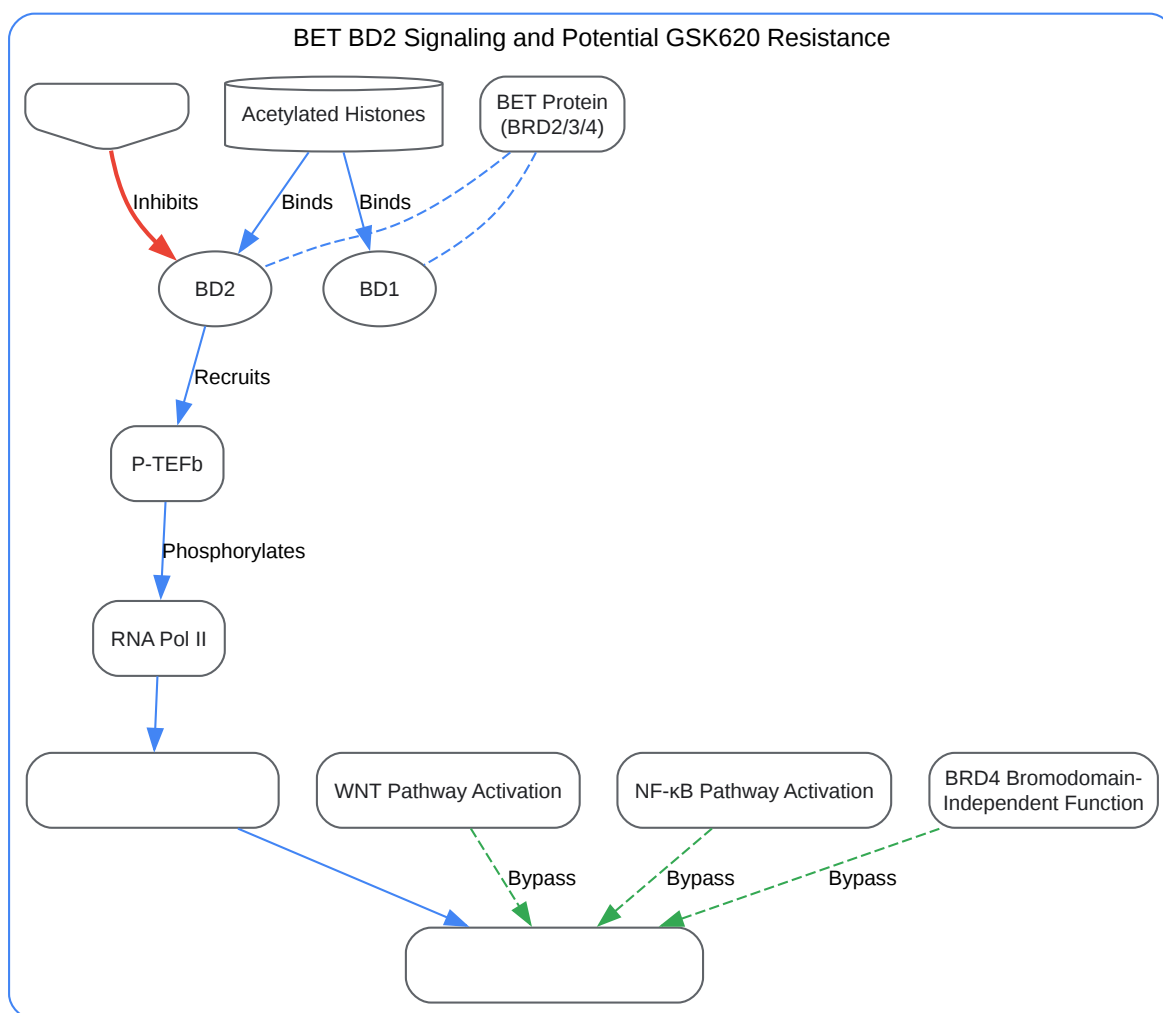 BET BD2 Signaling and Potential GSK620 Resistance
Acetylated Histones
BET Protein
(BRD2/3/4)
Inhibits
Binds
Binds
BD2
BD1
Recruits
P-TEFb
Phosphorylates
RNA Pol II
WNT Pathway Activation
NF-κB Pathway Activation
BRD4 Bromodomain-
Independent Function
Bypass
Bypass
Bypass